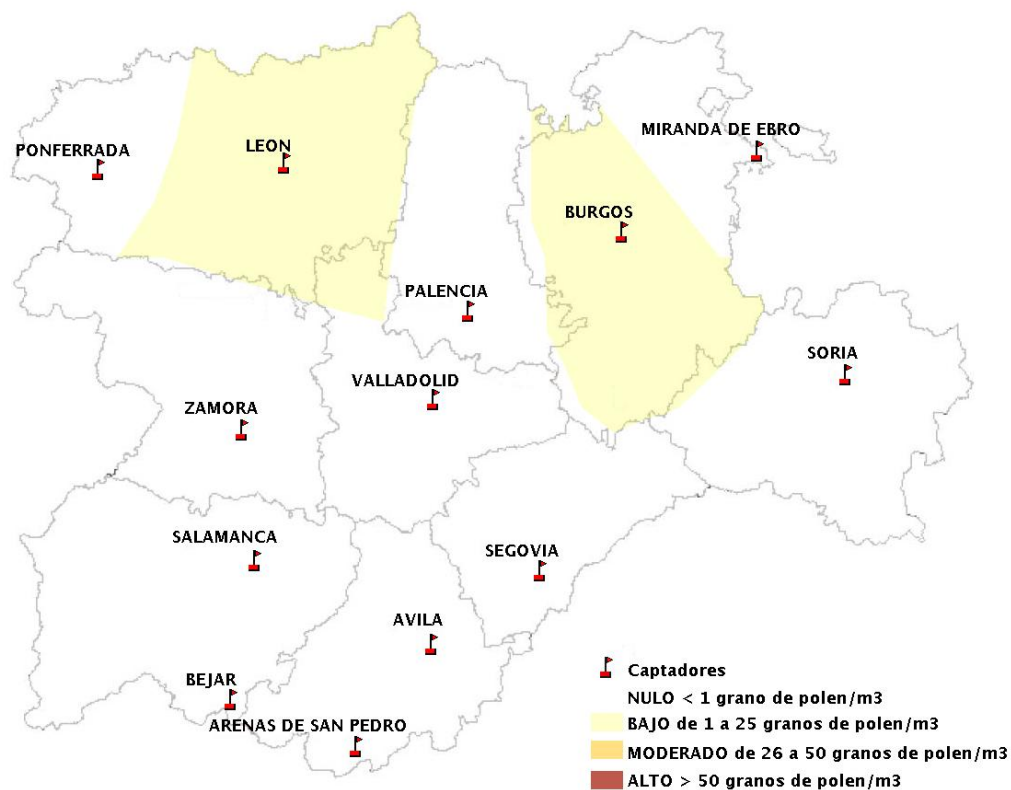 MIRANDA DE EBRO
PONFERRADA
LEON
BURGOS
PALENCIA
SORIA
VALLADOLID
ZAMORA
SALAMANCA
SEGOVIA
AVILA
BEJAR
ARENAS DE SAN PEDRO
Captadores
NULO < 1 grano de polen/m3
BAJO de 1 a 25 granos de polen/m3
MODERADO de 26 a 50 granos de polen/m3
ALTO > 50 granos de polen/m3